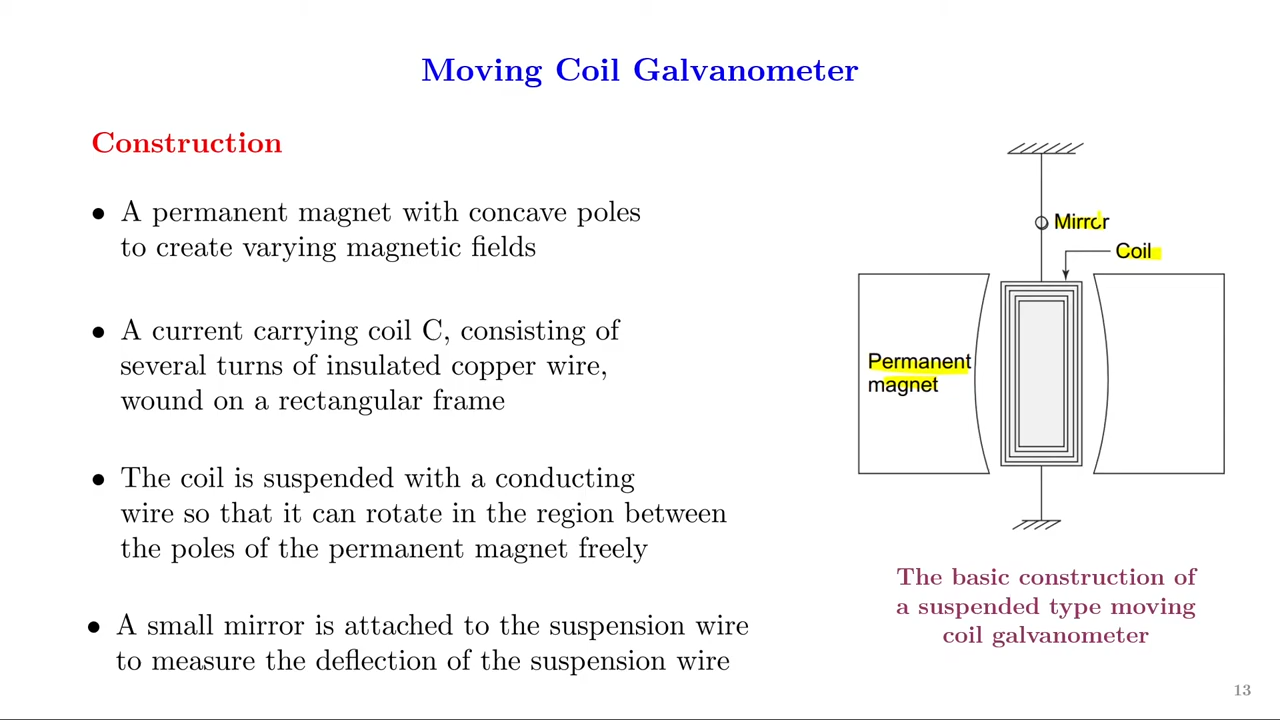 Moving Coil Galvanometer
Construction
• A permanent magnet with concave poles
to create varying magnetic fields
• A current carrying coil C, consisting of
several turns of insulated copper wire,
wound on a rectangular frame
• The coil is suspended with a conducting
wire so that it can rotate in the region between
the poles of the permanent magnet freely
• A small mirror is attached to the suspension wire
to measure the deflection of the suspension wire
Mirror
Coil
Permanent
magnet
The basic construction of
a suspended type moving
coil galvanometer
13